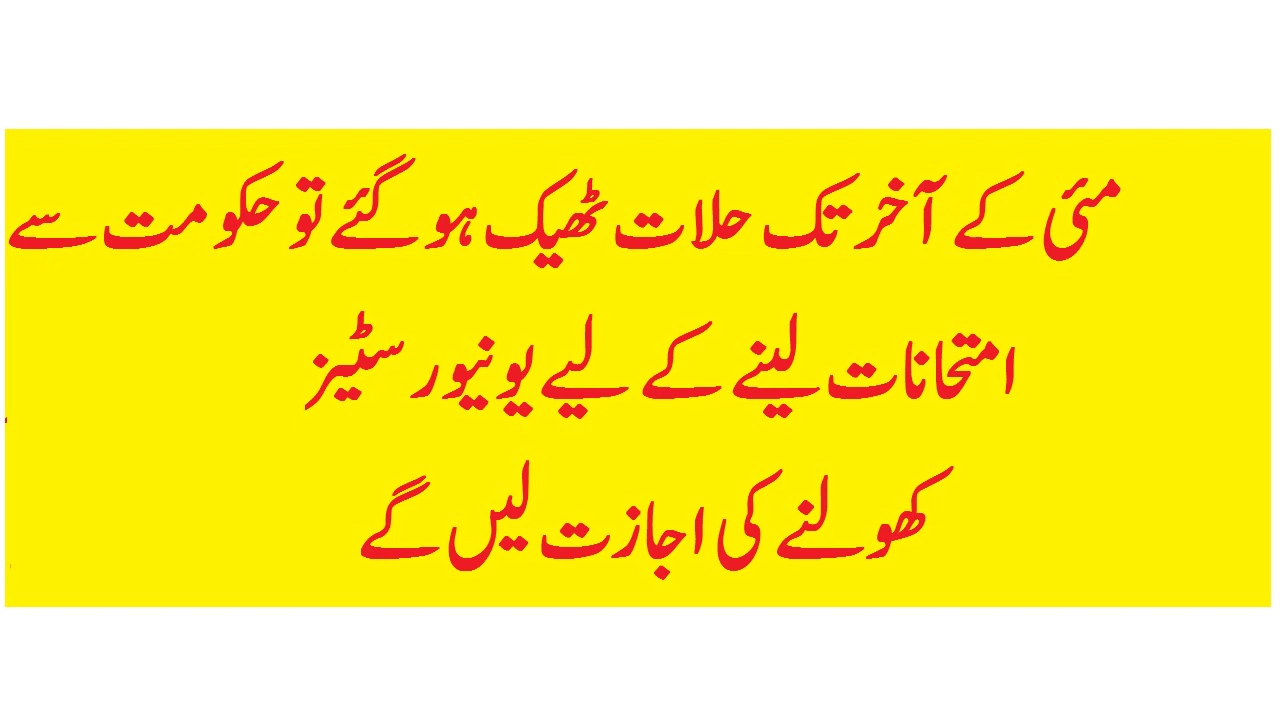 مئی کے آخر تک حلات ٹھیک ہو گئے تو حکومت سے
امتحانات لینے کے لیے یونیورسٹیز
کھولنے کی اجازت لیں گے